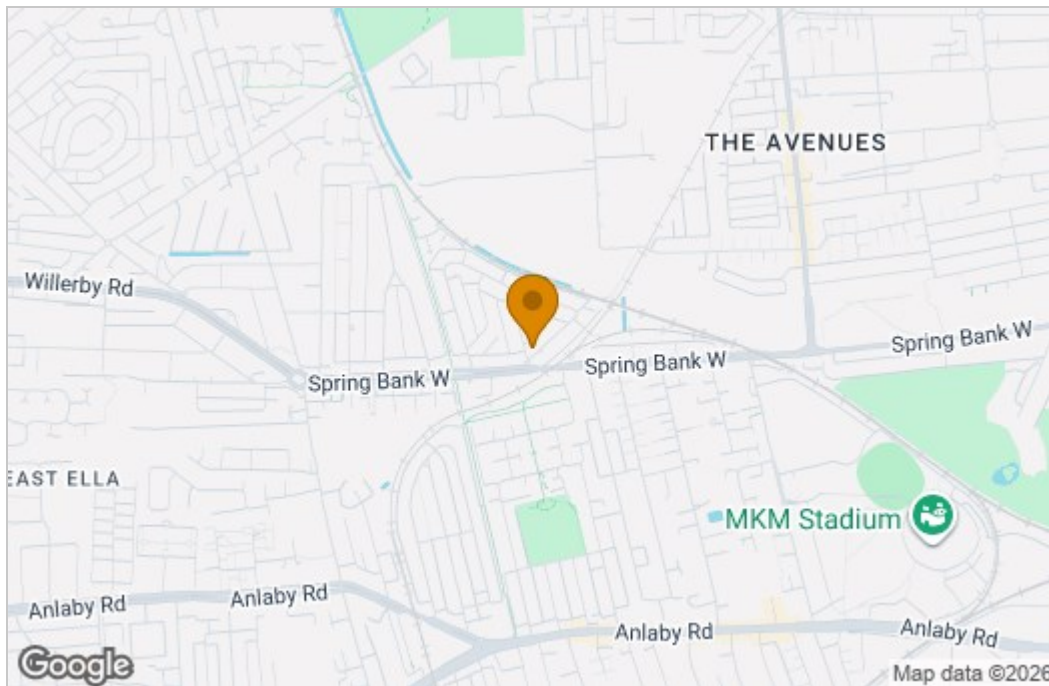 THE AVENUES
Willerby Rd
Spring Bank W
Spring Bank W
Spring Bank W
EAST ELLA
MKM Stadium
Anlaby Rd
Anlaby Rd
Anlaby Rd
Anlaby Rd
Google
Map data ©2026